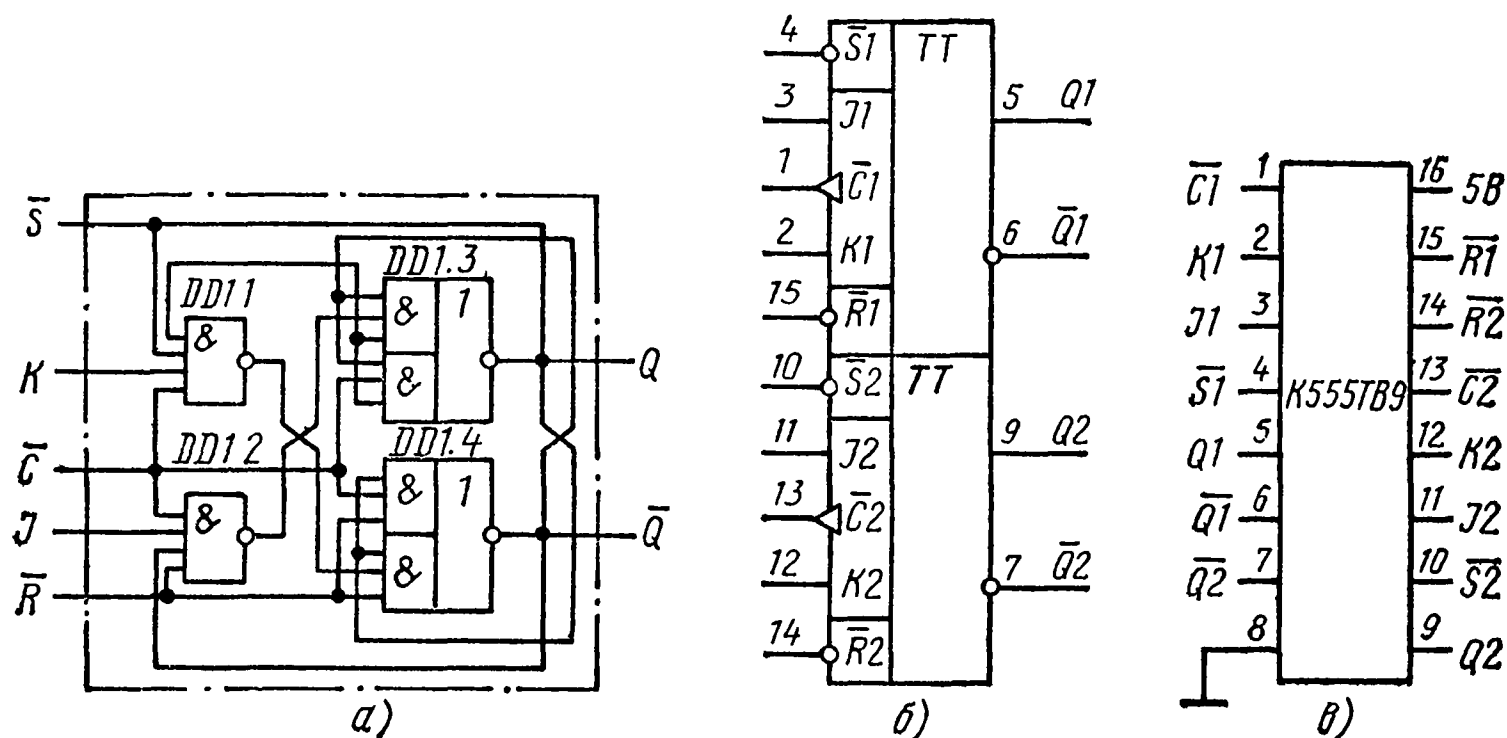 S̅
K
C̅
J
R̅
DD1 1
&
DD1 2
&
DD1.3
&
1
&
DD1.4
&
1
&
Q
Q̅
а)
4 S̅1 TT
3 J1
5 Q1
1 C̅1
2 K1
6 Q̅1
15 R̅1
10 S̅2 TT
11 J2
9 Q2
13 C̅2
12 K2
7 Q̅2
14 R̅2
б)
C̅1̅ 1
K1 2
J1 3
S̅1̅ 4
Q1 5
Q̅1̅ 6
Q̅2̅ 7
8
К555ТВ9
16 5В
15 R̅1̅
14 R̅2̅
13 C̅2̅
12 K2
11 J2
10 S̅2̅
9 Q2
в)